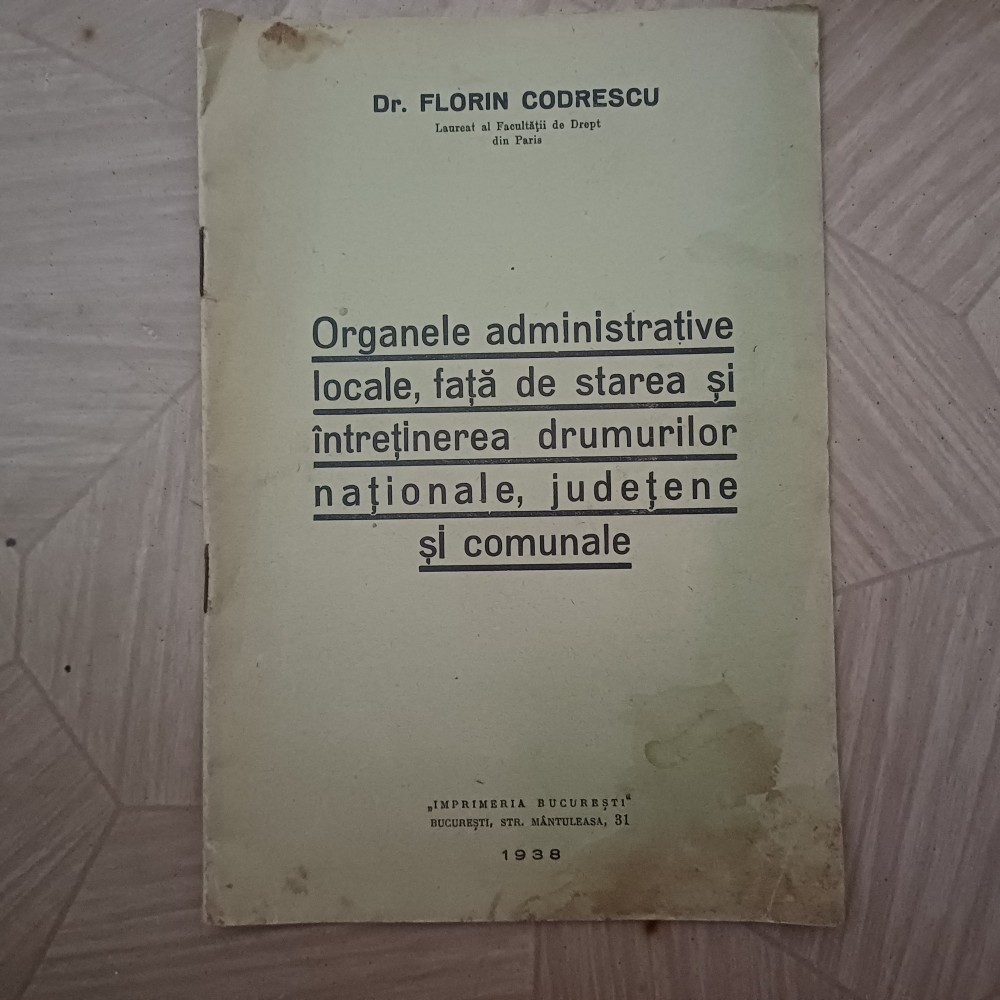 Dr. FLORIN CODRESCU
Laureat al Facultății de Drept
din Paris
Organele administrative
locale, față de starea și
întreținerea drumurilor
naționale, județene
și comunale
„IMPRIMERIA BUCUREȘTI“
BUCUREȘTI, STR. MÂNTULEASA, 31
1938